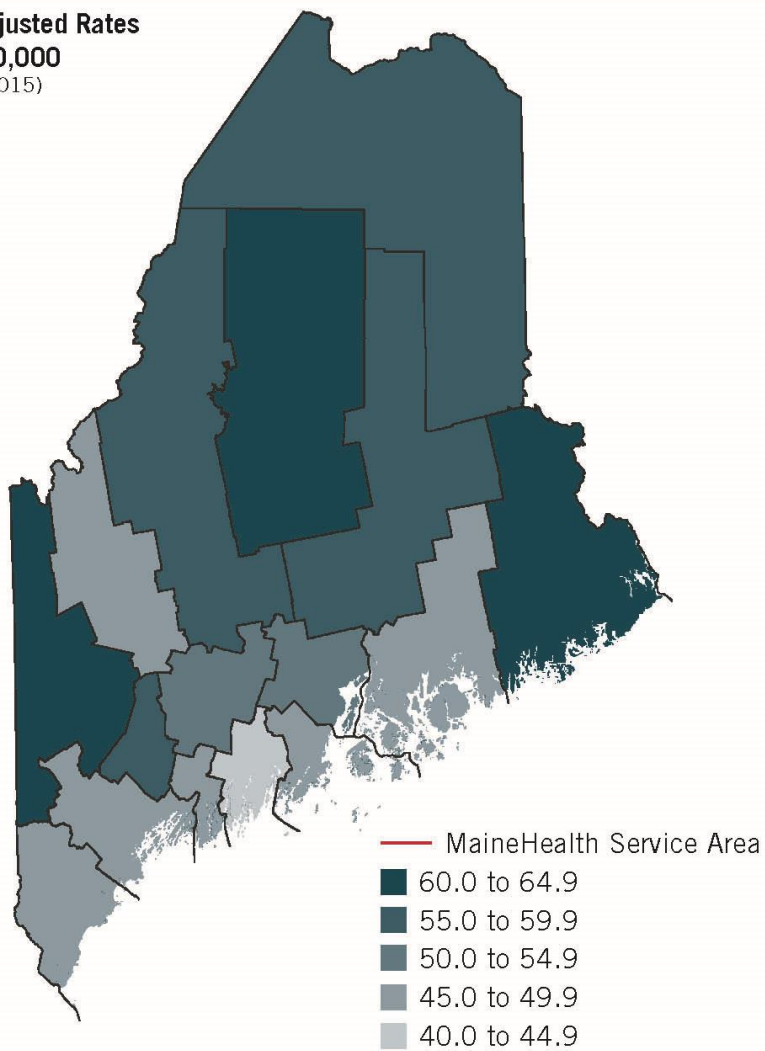 justed Rates
0,000
015)
MaineHealth Service Area
60.0 to 64.9
55.0 to 59.9
50.0 to 54.9
45.0 to 49.9
40.0 to 44.9